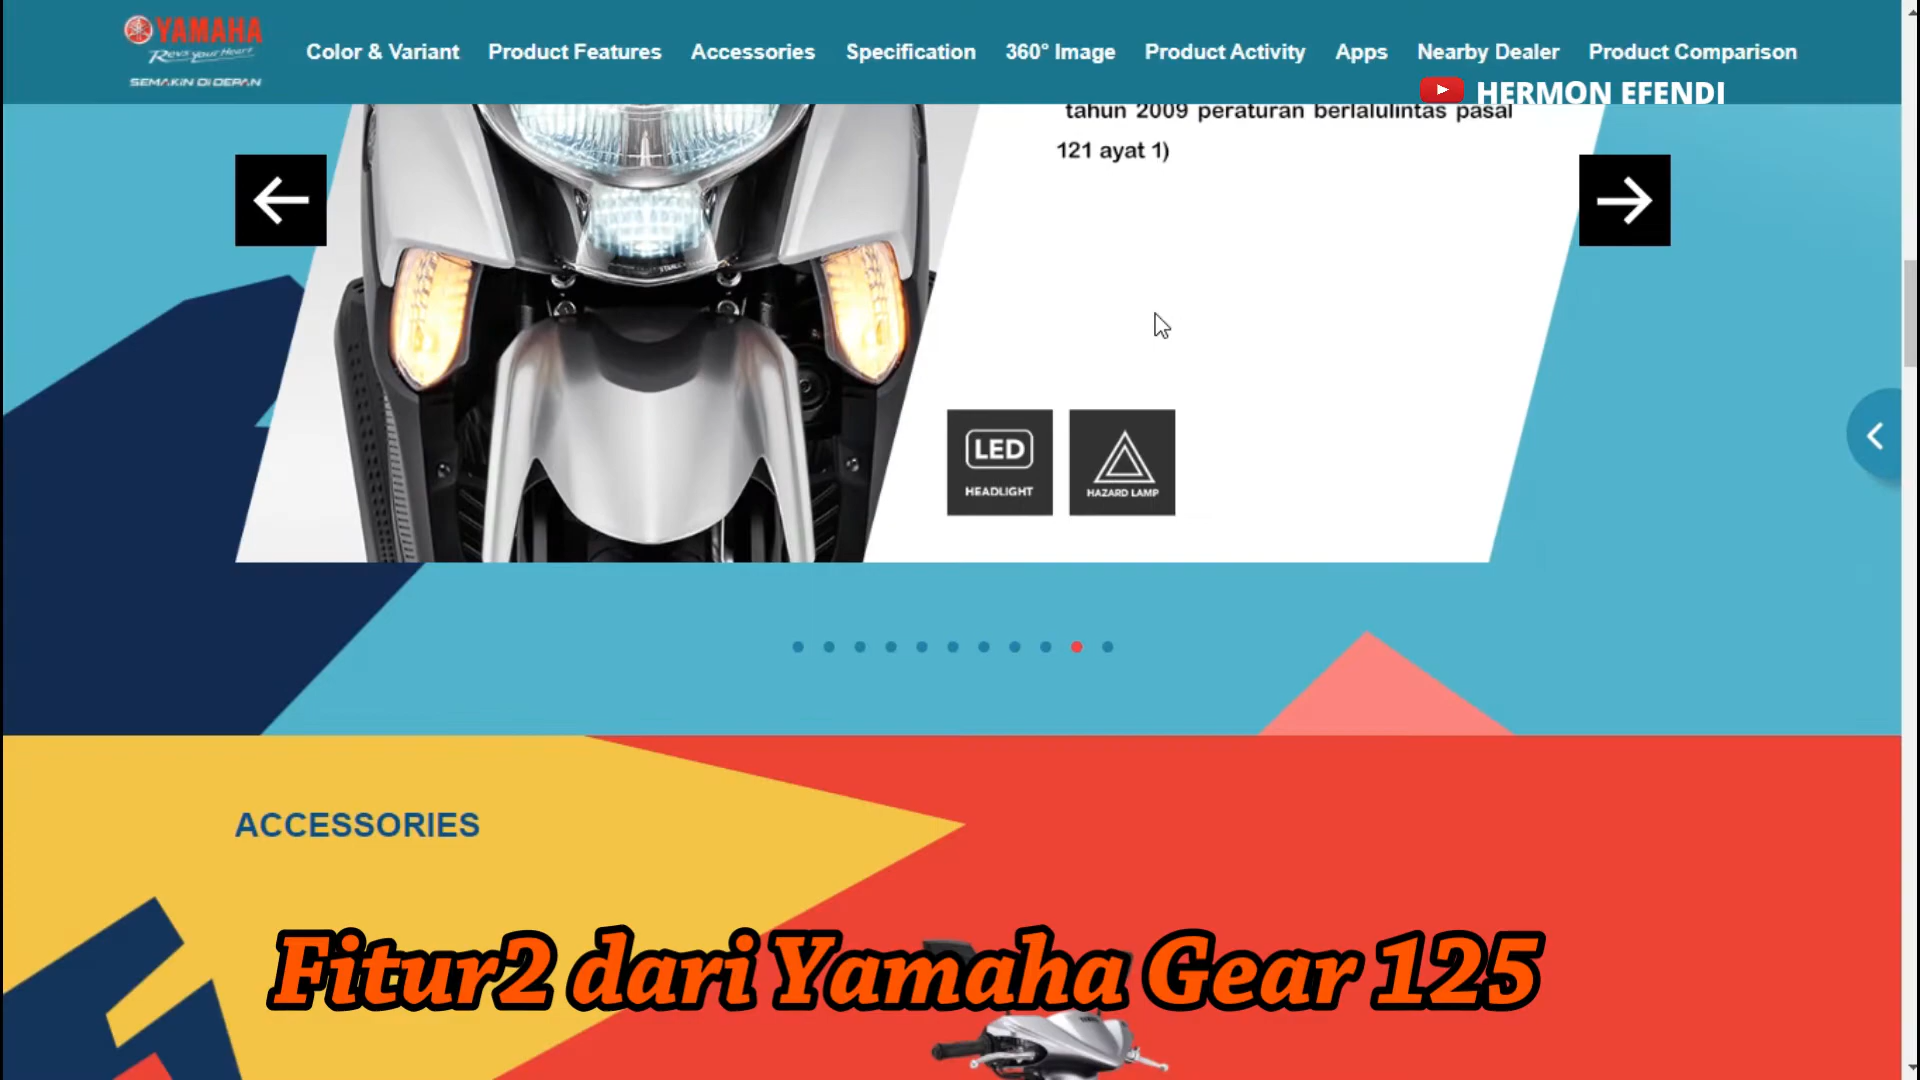 YAMAHA
Revs your Heart
SEMAKIN DI DEPAN
Color & Variant Product Features Accessories Specification 360° Image Product Activity Apps Nearby Dealer Product Comparison
HERMON EFENDI
tahun 2009 peraturan berlalulintas pasal
121 ayat 1)
LED
HEADLIGHT
HAZARD LAMP
ACCESSORIES
Fitur2 dari Yamaha Gear 125